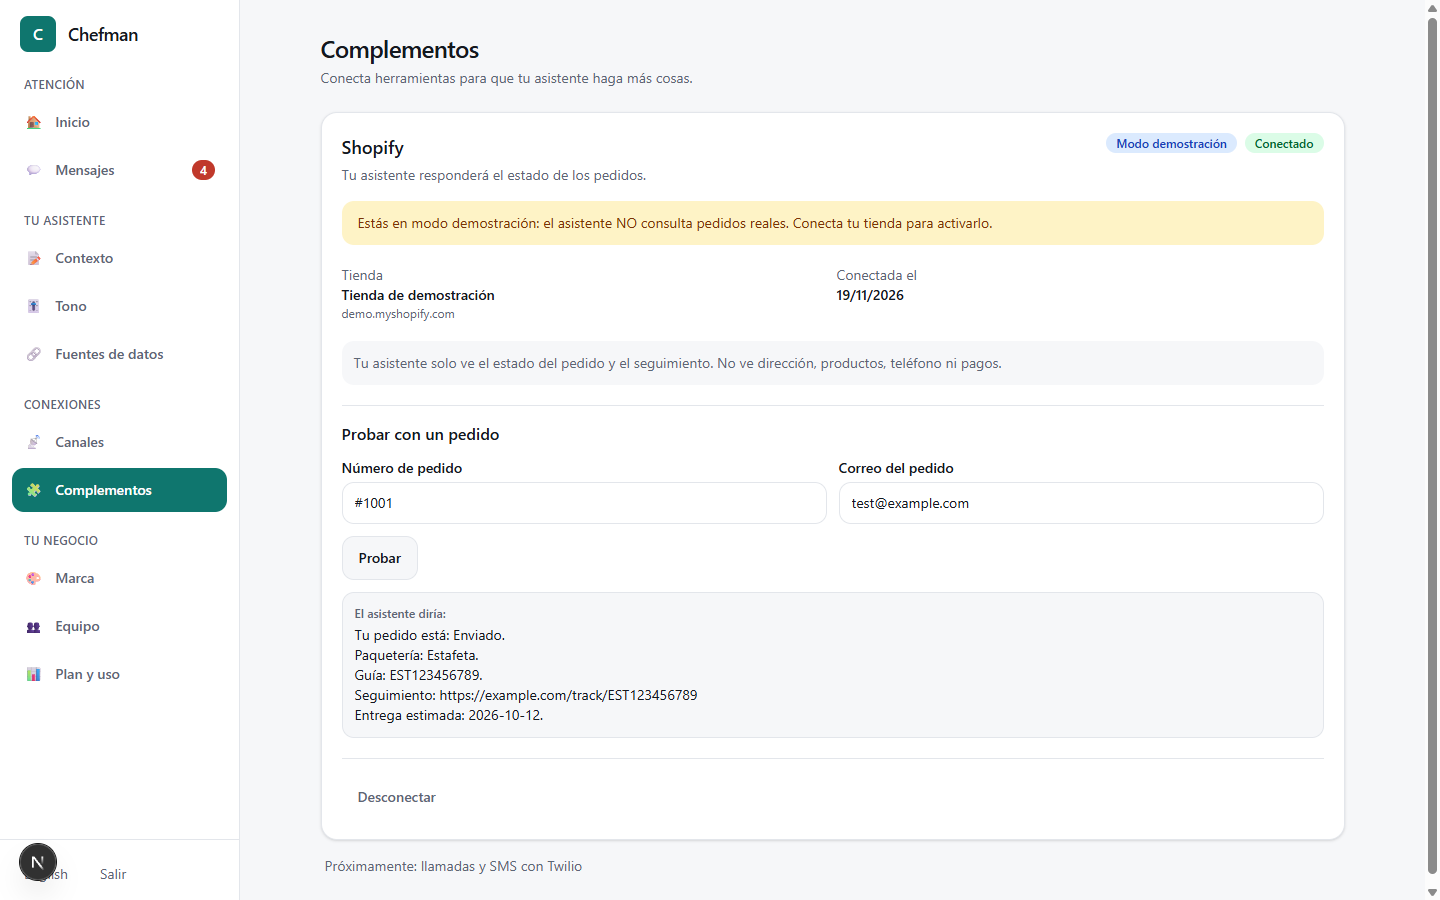 C
Chefman
ATENCIÓN
Inicio
Mensajes
4
TU ASISTENTE
Contexto
Tono
Fuentes de datos
CONEXIONES
Canales
Complementos
TU NEGOCIO
Marca
Equipo
Plan y uso
N
Salir
Complementos
Conecta herramientas para que tu asistente haga más cosas.
Shopify
Modo demostración
Conectado
Tu asistente responderá el estado de los pedidos.
Estás en modo demostración: el asistente NO consulta pedidos reales. Conecta tu tienda para activarlo.
Tienda
Tienda de demostración
demo.myshopify.com
Conectada el
19/11/2026
Tu asistente solo ve el estado del pedido y el seguimiento. No ve dirección, productos, teléfono ni pagos.
Probar con un pedido
Número de pedido
#1001
Correo del pedido
test@example.com
Probar
El asistente diría:
Tu pedido está: Enviado.
Paquetería: Estafeta.
Guía: EST123456789.
Seguimiento: https://example.com/track/EST123456789
Entrega estimada: 2026-10-12.
Desconectar
Próximamente: llamadas y SMS con Twilio